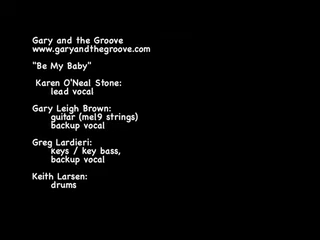 Gary and the Groove
www.garyandthegroove.com
"Be My Baby"
Karen O'Neal Stone:
lead vocal
Gary Leigh Brown:
guitar (mel9 strings)
backup vocal
Greg Lardieri:
keys / key bass,
backup vocal
Keith Larsen:
drums